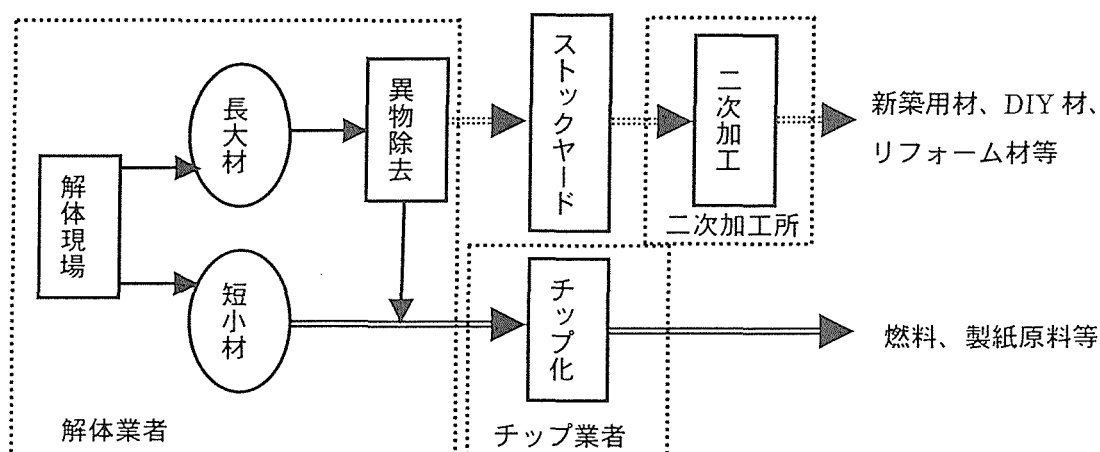 解体現場
長大材
異物除去
ストックヤード
二次加工
二次加工所
新築用材、DIY 材、
リフォーム材等
短小材
チップ化
燃料、製紙原料等
解体業者
チップ業者